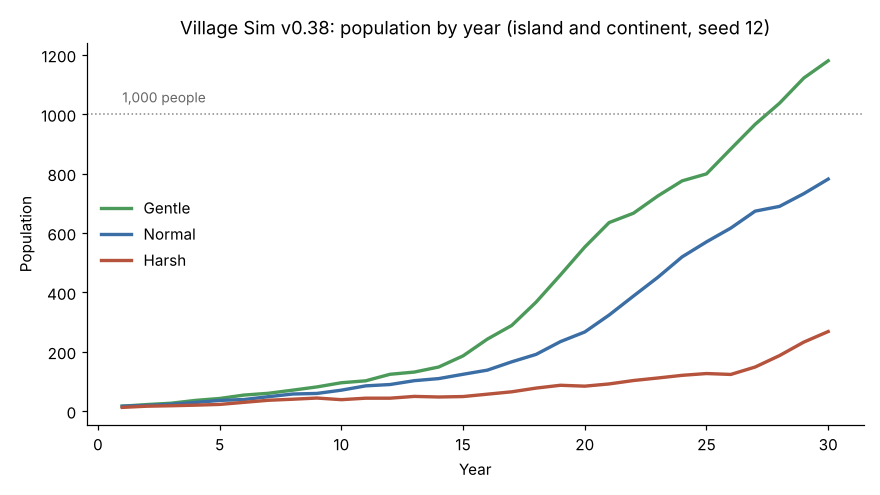 Village Sim v0.38: population by year (island and continent, seed 12)
1200
1,000 people
1000
800
Gentle
600
Normal
Harsh
400
200
0
Population
0 5 10 15 20 25 30
Year